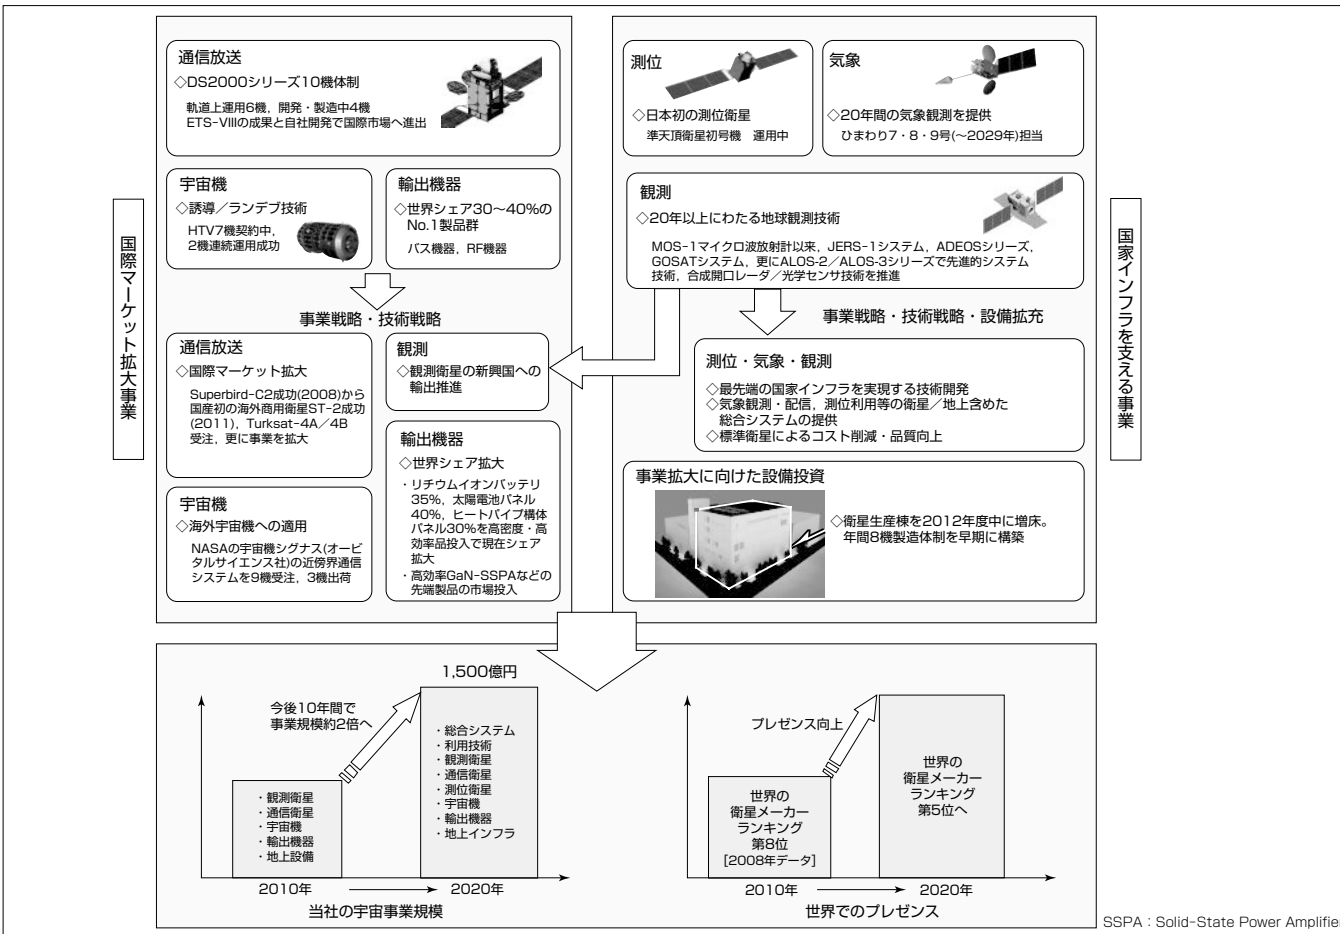 国際マーケット拡大事業
通信放送
◇DS2000シリーズ10機体制
軌道上運用6機，開発・製造中4機
ETS-VIIIの成果と自社開発で国際市場へ進出
宇宙機
◇誘導／ランデブ技術
HTV7機契約中，
2機連続運用成功
輸出機器
◇世界シェア30～40%の
No.1製品群
バス機器，RF機器
事業戦略・技術戦略
通信放送
◇国際マーケット拡大
Superbird-C2成功(2008)から
国産初の海外商用衛星ST-2成功
(2011)，Turksat-4A／4B
受注，更に事業を拡大
宇宙機
◇海外宇宙機への適用
NASAの宇宙機シグナス(オービ
タルサイエンス社)の近傍界通信
システムを9機受注，3機出荷
観測
◇観測衛星の新興国への
輸出推進
輸出機器
◇世界シェア拡大
・リチウムイオンバッテリ
35%，太陽電池パネル
40%，ヒートパイプ構体
パネル30%を高密度・高
効率品投入で現在シェア
拡大
・高効率GaN-SSPAなどの
先端製品の市場投入
国家インフラを支える事業
測位
◇日本初の測位衛星
準天頂衛星初号機　運用中
気象
◇20年間の気象観測を提供
ひまわり7・8・9号(～2029年)担当
観測
◇20年以上にわたる地球観測技術
MOS-1マイクロ波放射計以来，JERS-1システム，ADEOSシリーズ，
GOSATシステム，更にALOS-2／ALOS-3シリーズで先進的システム
技術，合成開口レーダ／光学センサ技術を推進
事業戦略・技術戦略・設備拡充
測位・気象・観測
◇最先端の国家インフラを実現する技術開発
◇気象観測・配信，測位利用等の衛星／地上含めた
総合システムの提供
◇標準衛星によるコスト削減・品質向上
事業拡大に向けた設備投資
◇衛星生産棟を2012年度中に増床。
年間8機製造体制を早期に構築
1,500億円
今後10年間で
事業規模約2倍へ
・観測衛星
・通信衛星
・宇宙機
・輸出機器
・地上設備
・総合システム
・利用技術
・観測衛星
・通信衛星
・測位衛星
・宇宙機
・輸出機器
・地上インフラ
2010年
2020年
当社の宇宙事業規模
プレゼンス向上
世界の
衛星メーカー
ランキング
第8位
[2008年データ]
世界の
衛星メーカー
ランキング
第5位へ
2010年
2020年
世界でのプレゼンス
SSPA：Solid-State Power Amplifier